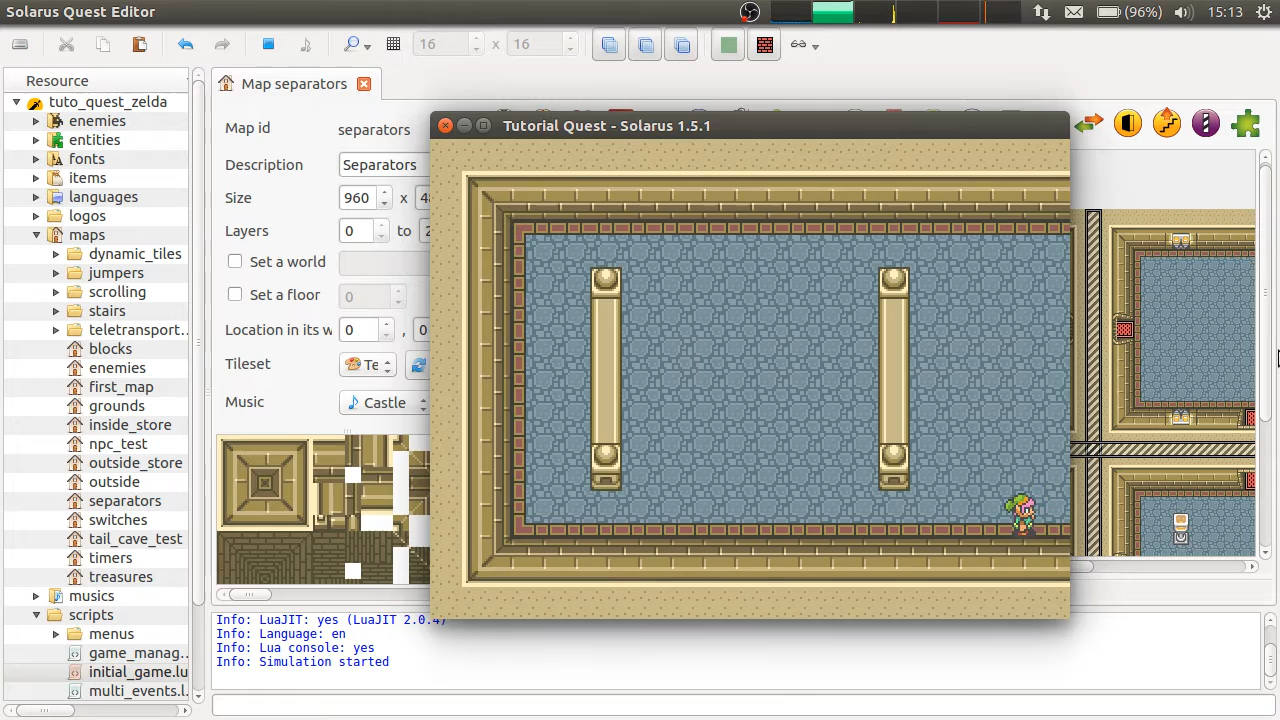 Solarus Quest Editor
(96%)
15:13
16 x 16
Resource
tuto_quest_zelda
enemies
entities
fonts
items
languages
logos
maps
dynamic_tiles
jumpers
scrolling
stairs
teletransport...
blocks
enemies
first_map
grounds
inside_store
npc_test
outside_store
outside
separators
switches
tail_cave_test
timers
treasures
musics
scripts
menus
game_manag...
initial_game.lu
multi_events.l.
Map separators
Map id separators
Description Separators
Size 960 x 48
Layers 0 to 2
Set a world
Set a floor 0
Location in its w 0 , 0
Tileset Te
Music Castle
Tutorial Quest - Solarus 1.5.1
Info: LuaJIT: yes (LuaJIT 2.0.4)
Info: Language: en
Info: Lua console: yes
Info: Simulation started